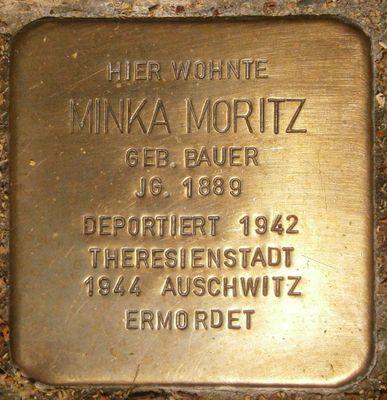 HIER WOHNTE
MINKA MORITZ
GEB. BAUER
JG. 1889
DEPORTIERT 1942
THERESIENSTADT
1944 AUSCHWITZ
ERMORDET